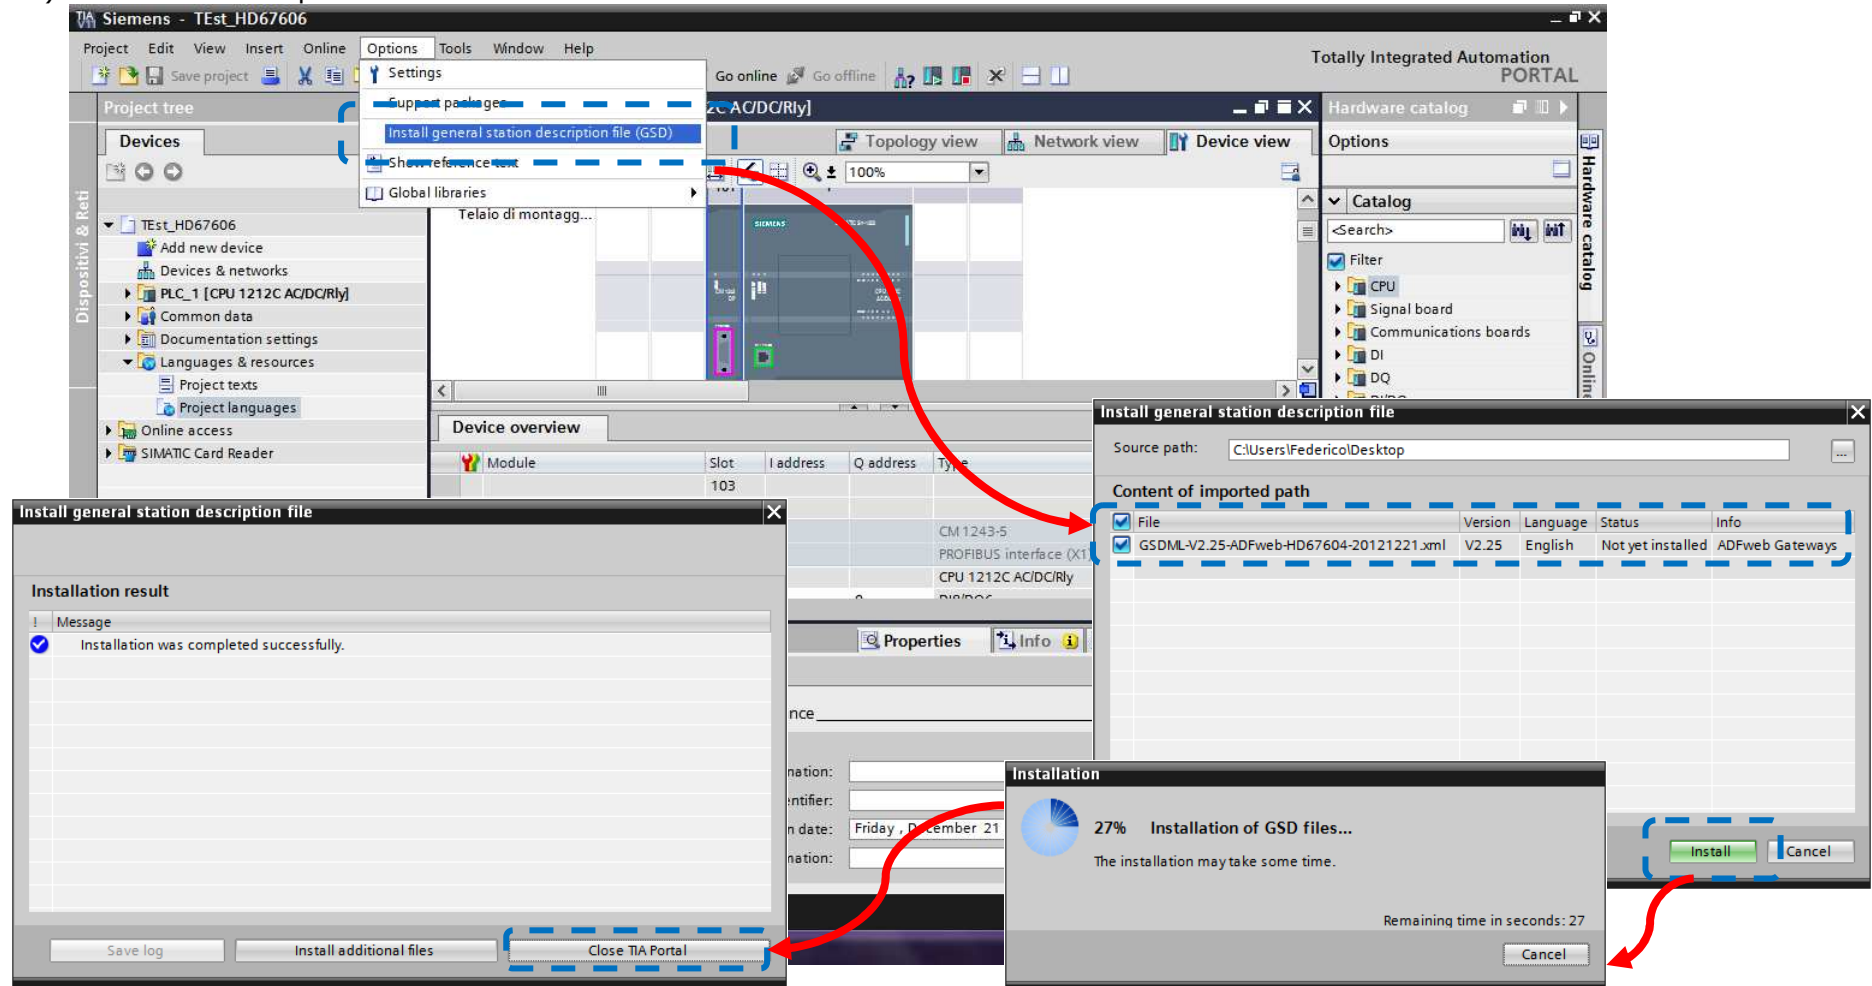 Siemens - TEst_HD67606
Project Edit View Insert Online Options Tools Window Help
Totally Integrated Automation
PORTAL
Save project
Go online Go offline
Settings
Support packages
Install general station description file (GSD)
Show reference text
Global libraries
Project tree
2C AC/DC/Rly]
Hardware catalog
Devices
Topology view Network view Device view
Options
100%
Dispositivi & Reti
TEst_HD67606
Add new device
Devices & networks
PLC_1 [CPU 1212C AC/DC/Rly]
Common data
Documentation settings
Languages & resources
Project texts
Project languages
Online access
SIMATIC Card Reader
Telaio di montagg...
SIEMENS
Catalog
<Search>
Filter
CPU
Signal board
Communications boards
DI
DQ
Hardware catalog
Online
Device overview
Module Slot I address Q address Type
103
CM 1243-5
PROFIBUS interface (X1)
CPU 1212C AC/DC/Rly
DI8/DO6
Properties Info
nce
nation:
entifier:
n date: Friday , December 21
nation:
Install general station description file
Source path: C:\Users\Federico\Desktop
...
Content of imported path
File Version Language Status Info
GSDML-V2.25-ADFweb-HD67604-20121221.xml V2.25 English Not yet installed ADFweb Gateways
Install Cancel
Installation
27% Installation of GSD files...
The installation may take some time.
Remaining time in seconds: 27
Cancel
Install general station description file
Installation result
! Message
Installation was completed successfully.
Save log Install additional files Close TIA Portal